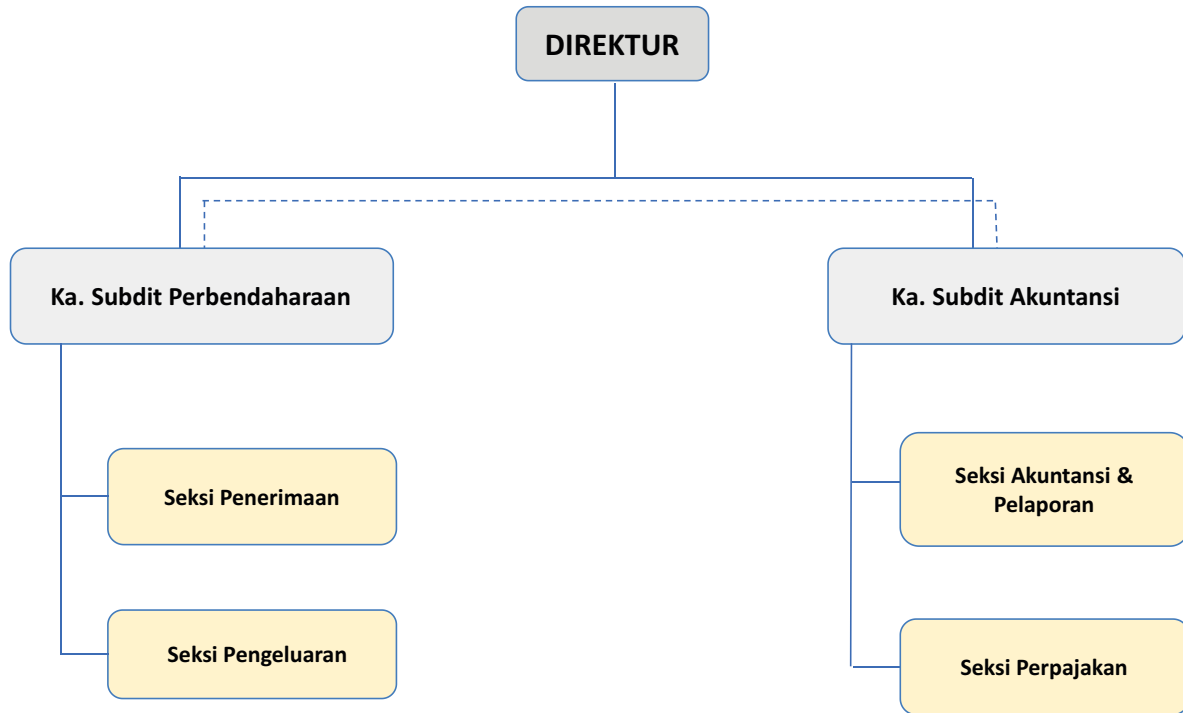 DIREKTUR
Ka. Subdit Perbendaharaan
Ka. Subdit Akuntansi
Seksi Penerimaan
Seksi Akuntansi &
Pelaporan
Seksi Pengeluaran
Seksi Perpajakan